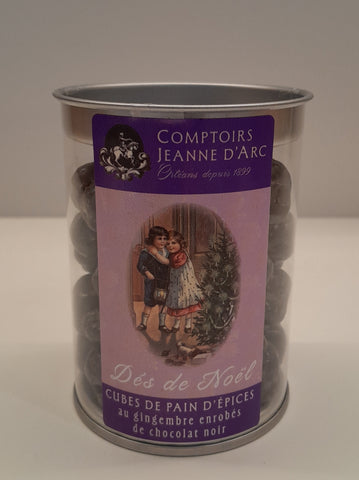 COMPTOIRS
JEANNE D'ARC
Orléans depuis 1899
Dés de Noël
CUBES DE PAIN D'ÉPICES
au gingembre enrobés
de chocolat noir